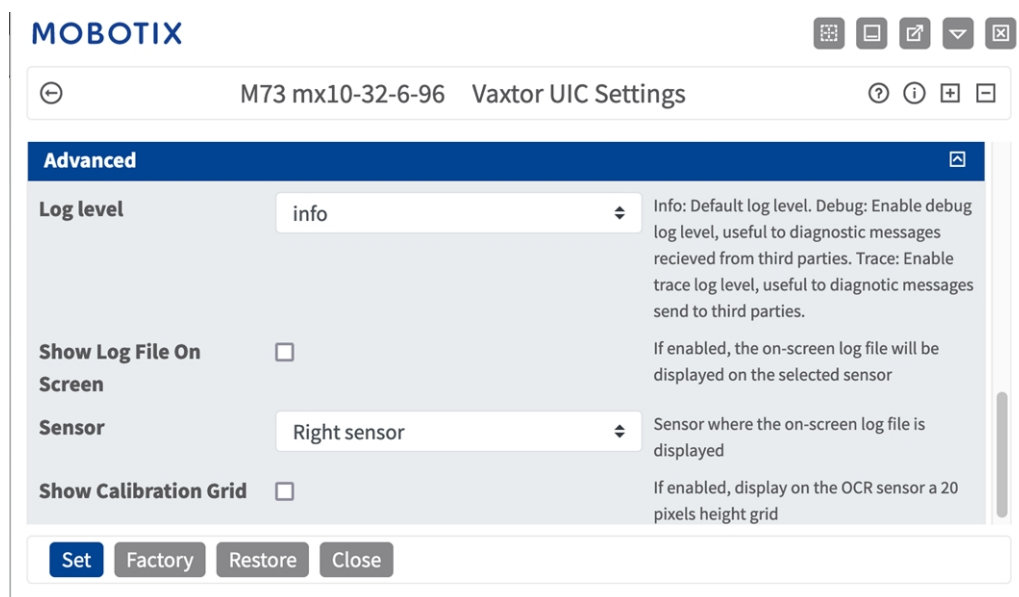 MOBOTIX
M73 mx10-32-6-96 Vaxtor UIC Settings
Advanced
Log level
info
Info: Default log level. Debug: Enable debug
log level, useful to diagnostic messages
recieved from third parties. Trace: Enable
trace log level, useful to diagnotic messages
send to third parties.
Show Log File On
Screen
If enabled, the on-screen log file will be
displayed on the selected sensor
Sensor
Right sensor
Sensor where the on-screen log file is
displayed
Show Calibration Grid
If enabled, display on the OCR sensor a 20
pixels height grid
Set
Factory
Restore
Close